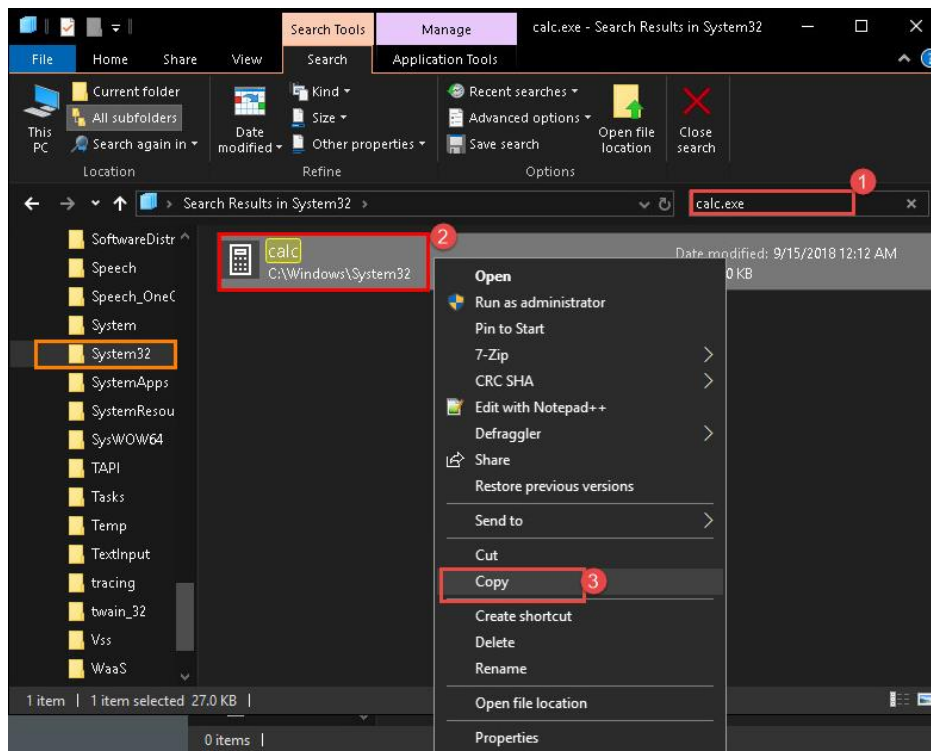 Search Tools
Manage
calc.exe - Search Results in System32
File
Home
Share
View
Search
Application Tools
This PC
Current folder
All subfolders
Search again in
Location
Date modified
Kind
Size
Other properties
Refine
Recent searches
Advanced options
Save search
Open file location
Close search
Options
Search Results in System32
calc.exe
1
SoftwareDistr
Speech
Speech_OneC
System
System32
SystemApps
SystemResou
SysWOW64
TAPI
Tasks
Temp
TextInput
tracing
twain_32
Vss
WaaS
calc
C:\Windows\System32
2
Date modified: 9/15/2018 12:12 AM
0 KB
Open
Run as administrator
Pin to Start
7-Zip
CRC SHA
Edit with Notepad++
Defraggler
Share
Restore previous versions
Send to
Cut
Copy
3
Create shortcut
Delete
Rename
Open file location
Properties
1 item
1 item selected 27.0 KB
0 items